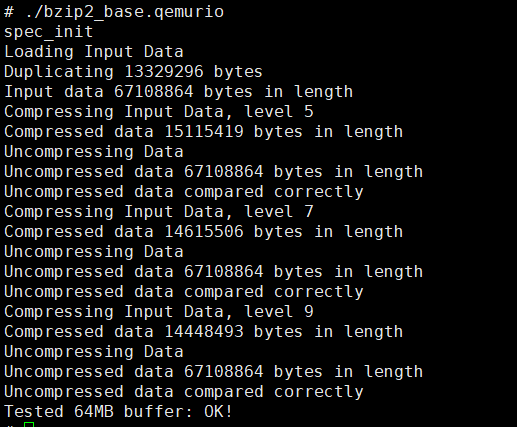 # ./bzip2_base.qemurio
spec_init
Loading Input Data
Duplicating 13329296 bytes
Input data 67108864 bytes in length
Compressing Input Data, level 5
Compressed data 15115419 bytes in length
Uncompressing Data
Uncompressed data 67108864 bytes in length
Uncompressed data compared correctly
Compressing Input Data, level 7
Compressed data 14615506 bytes in length
Uncompressing Data
Uncompressed data 67108864 bytes in length
Uncompressed data compared correctly
Compressing Input Data, level 9
Compressed data 14448493 bytes in length
Uncompressing Data
Uncompressed data 67108864 bytes in length
Uncompressed data compared correctly
Tested 64MB buffer: OK!
#